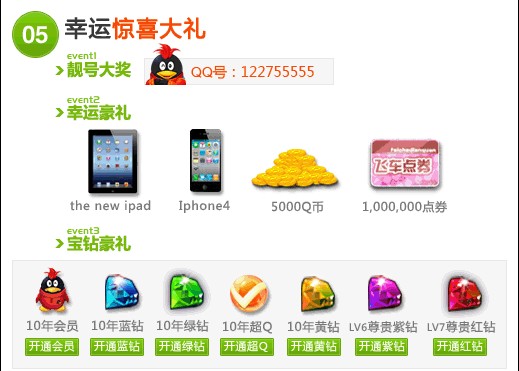 05 幸运惊喜大礼
event1
靓号大奖 QQ号：122755555
event2
幸运豪礼
飞车点券
the new ipad Iphone4 5000Q币 1,000,000点券
event3
宝钻豪礼
10年会员 10年蓝钻 10年绿钻 10年超Q 10年黄钻 LV6尊贵紫钻 LV7尊贵红钻
开通会员 开通蓝钻 开通绿钻 开通超Q 开通黄钻 开通紫钻 开通红钻